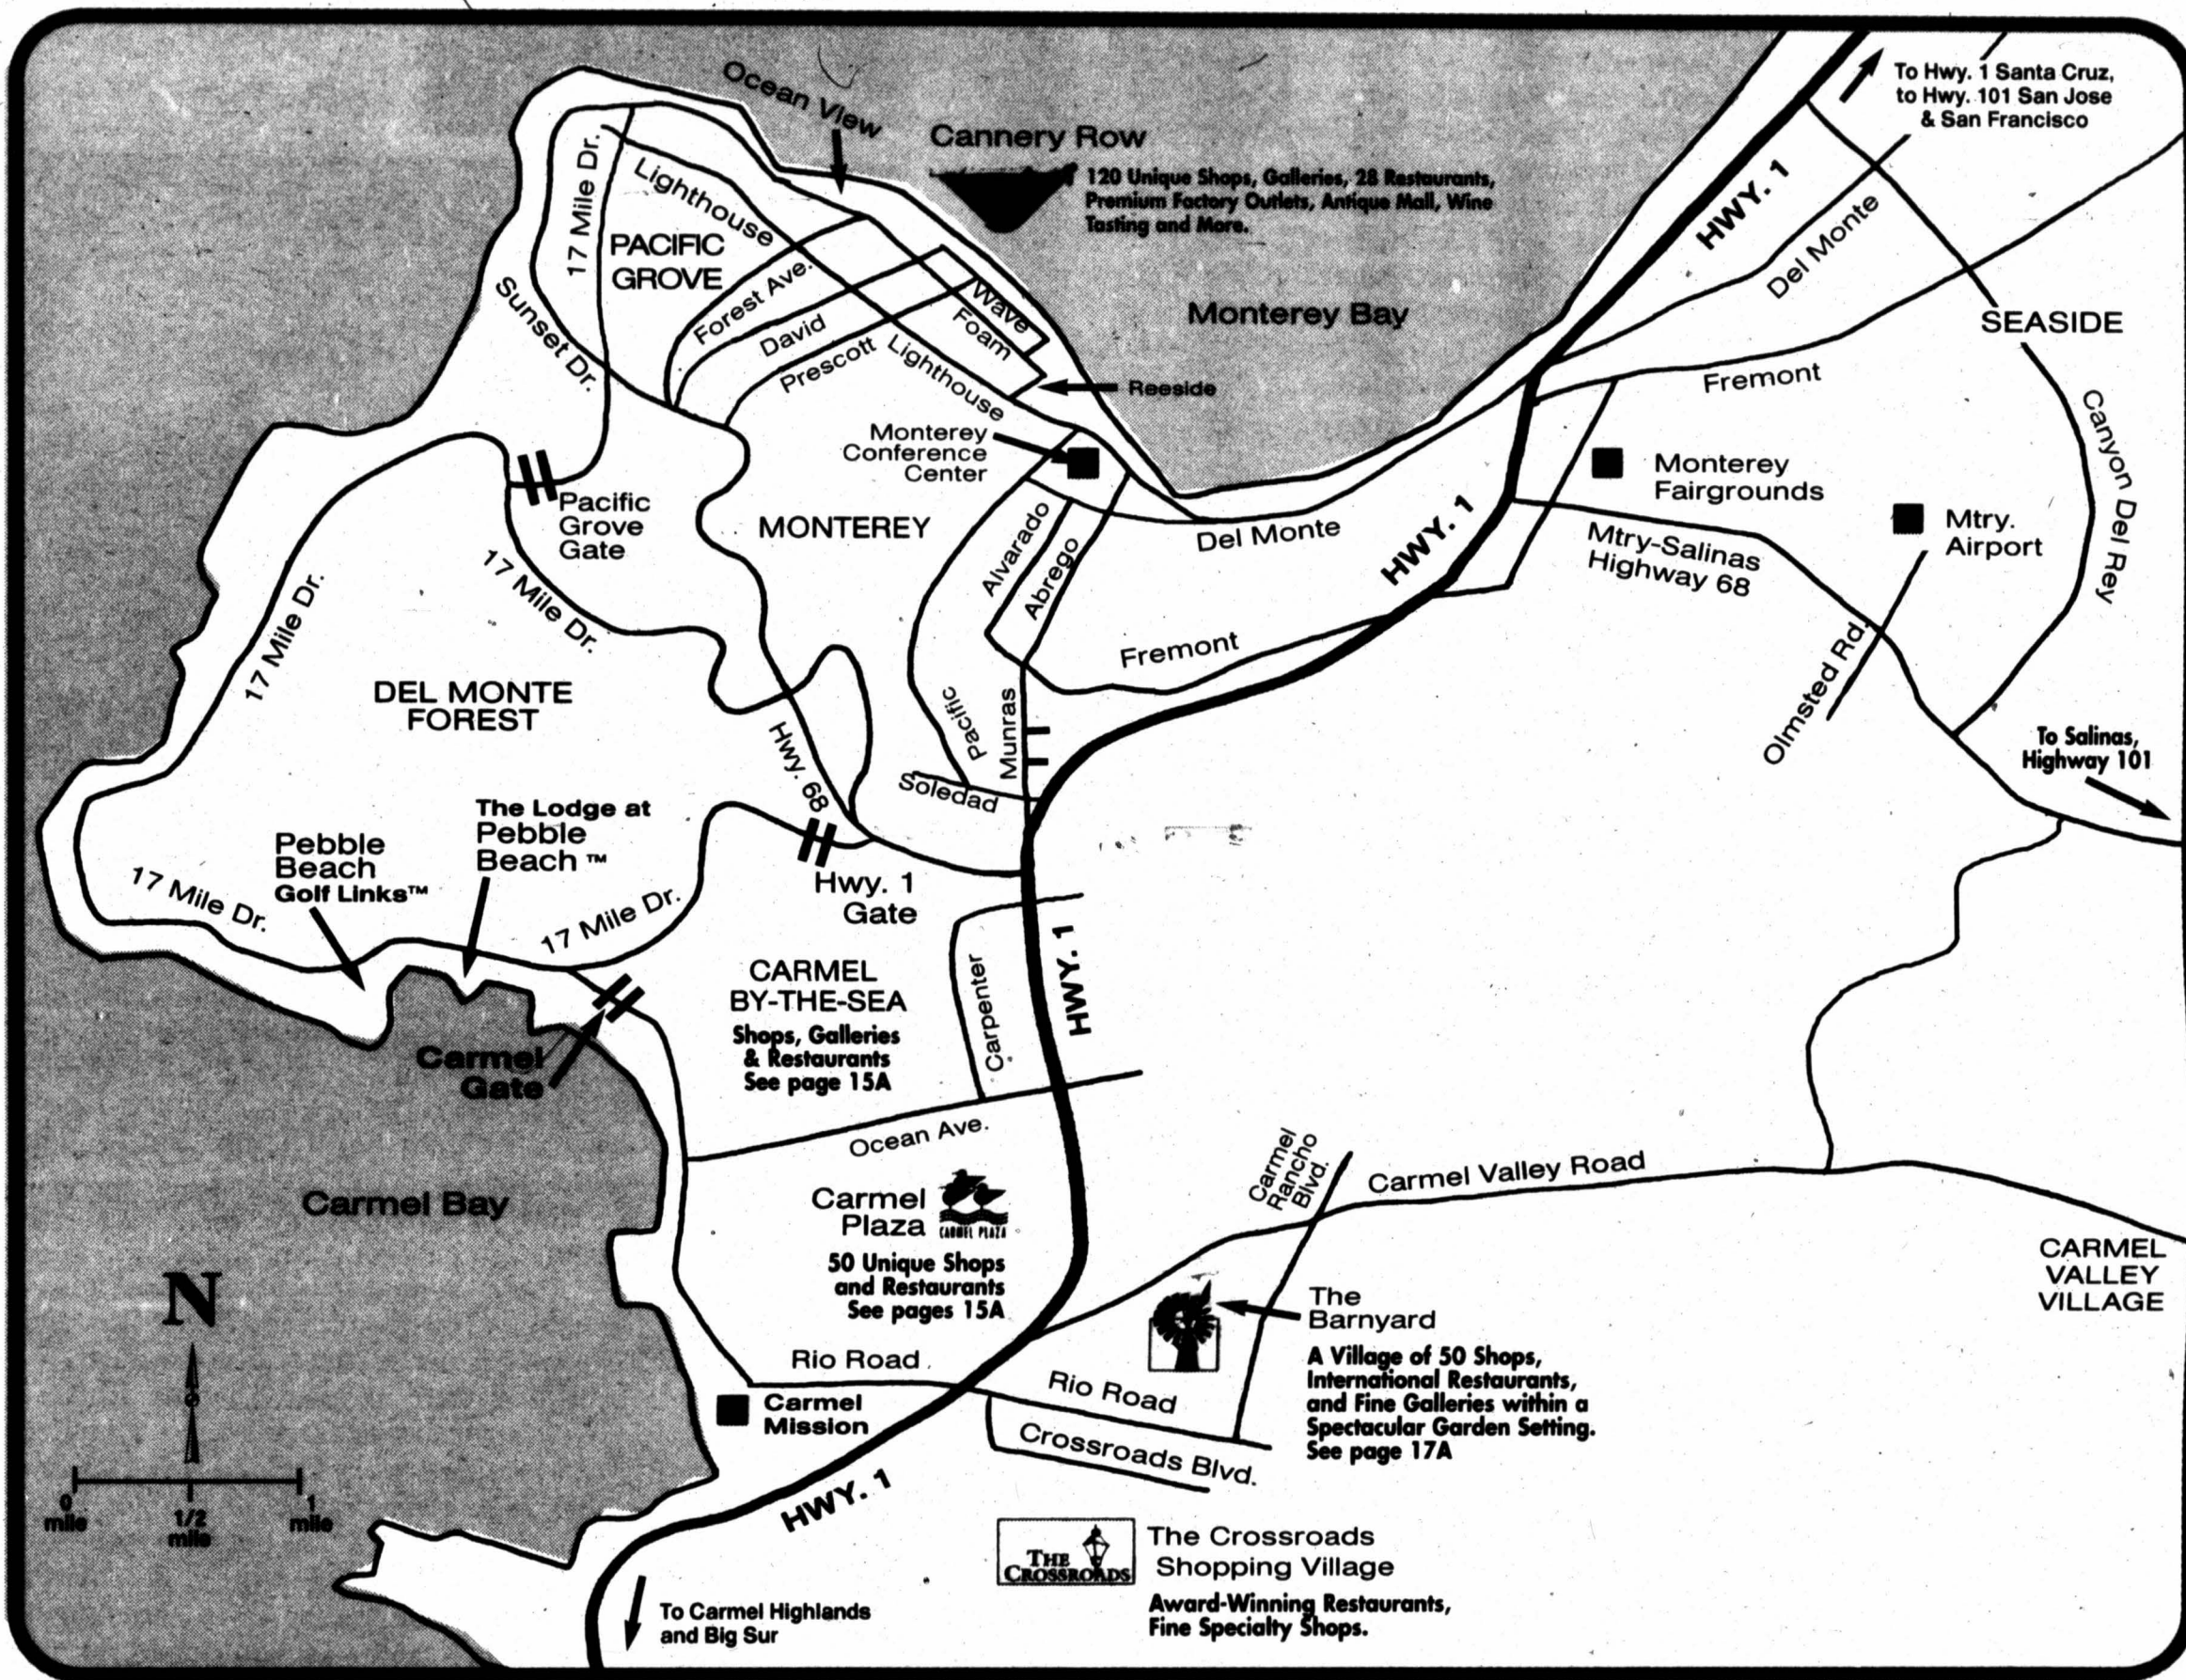 Ocean View
Cannery Row
120 Unique Shops, Galleries, 28 Restaurants,
Premium Factory Outlets, Antique Mall, Wine
Tasting and More.
To Hwy. 1 Santa Cruz,
to Hwy. 101 San Jose
& San Francisco
HWY. 1
Del Monte
17 Mile Dr.
Lighthouse
PACIFIC
GROVE
Forest Ave.
David
Prescott
Lighthouse
Wave
Foam
Reeside
Sunset Dr.
Monterey Bay
SEASIDE
Fremont
Canyon Del Rey
Monterey
Conference
Center
Monterey
Fairgrounds
Mtry.
Airport
Pacific
Grove
Gate
MONTEREY
Alvarado
Abrego
Del Monte
HWY. 1
Mtry-Salinas
Highway 68
17 Mile Dr.
17 Mile Dr.
Fremont
Olmsted Rd.
DEL MONTE
FOREST
Hwy. 68
Pacific
Munras
Soledad
To Salinas,
Highway 101
The Lodge at
Pebble
Beach ™
Pebble
Beach
Golf Links™
17 Mile Dr.
17 Mile Dr.
Hwy. 1
Gate
CARMEL
BY-THE-SEA
Shops, Galleries
& Restaurants
See page 15A
Carpenter
HWY. 1
Carmel
Gate
Ocean Ave.
Carmel Bay
Carmel
Plaza
CARMEL PLAZA
50 Unique Shops
and Restaurants
See pages 15A
Carmel
Rancho
Blvd.
Carmel Valley Road
CARMEL
VALLEY
VILLAGE
The
Barnyard
A Village of 50 Shops,
International Restaurants,
and Fine Galleries within a
Spectacular Garden Setting.
See page 17A
Rio Road
Rio Road
Carmel
Mission
Crossroads Blvd.
HWY. 1
N
0
mile
1/2
mile
1
mile
THE
CROSSROADS
The Crossroads
Shopping Village
Award-Winning Restaurants,
Fine Specialty Shops.
To Carmel Highlands
and Big Sur